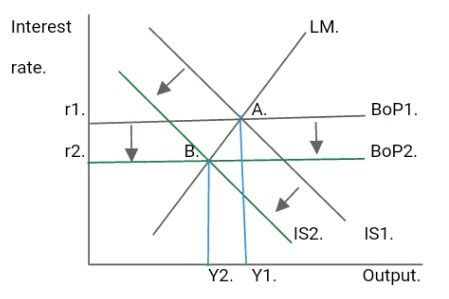 Interest
rate.
LM.
r1.
A.
BoP1.
r2.
B.
BoP2.
IS2.
IS1.
Y2.
Y1.
Output.